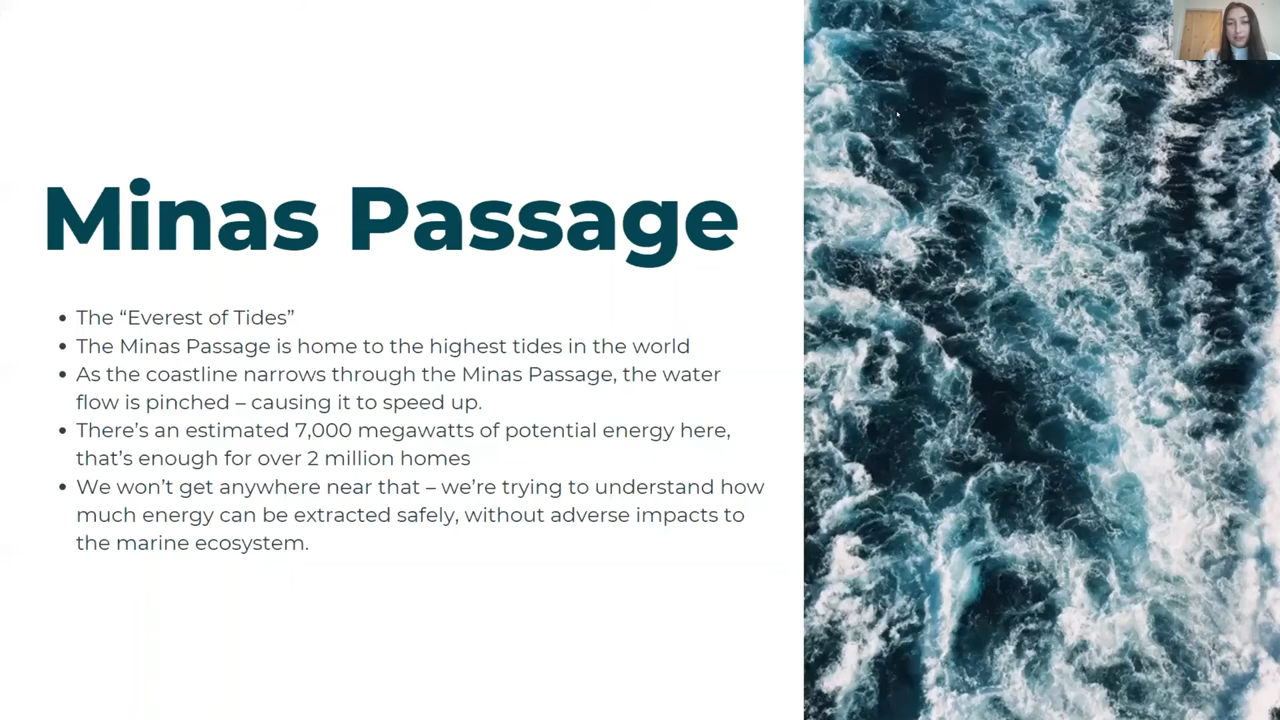 Minas Passage
• The “Everest of Tides”
• The Minas Passage is home to the highest tides in the world
• As the coastline narrows through the Minas Passage, the water
flow is pinched – causing it to speed up.
• There’s an estimated 7,000 megawatts of potential energy here,
that’s enough for over 2 million homes
• We won’t get anywhere near that – we’re trying to understand how
much energy can be extracted safely, without adverse impacts to
the marine ecosystem.